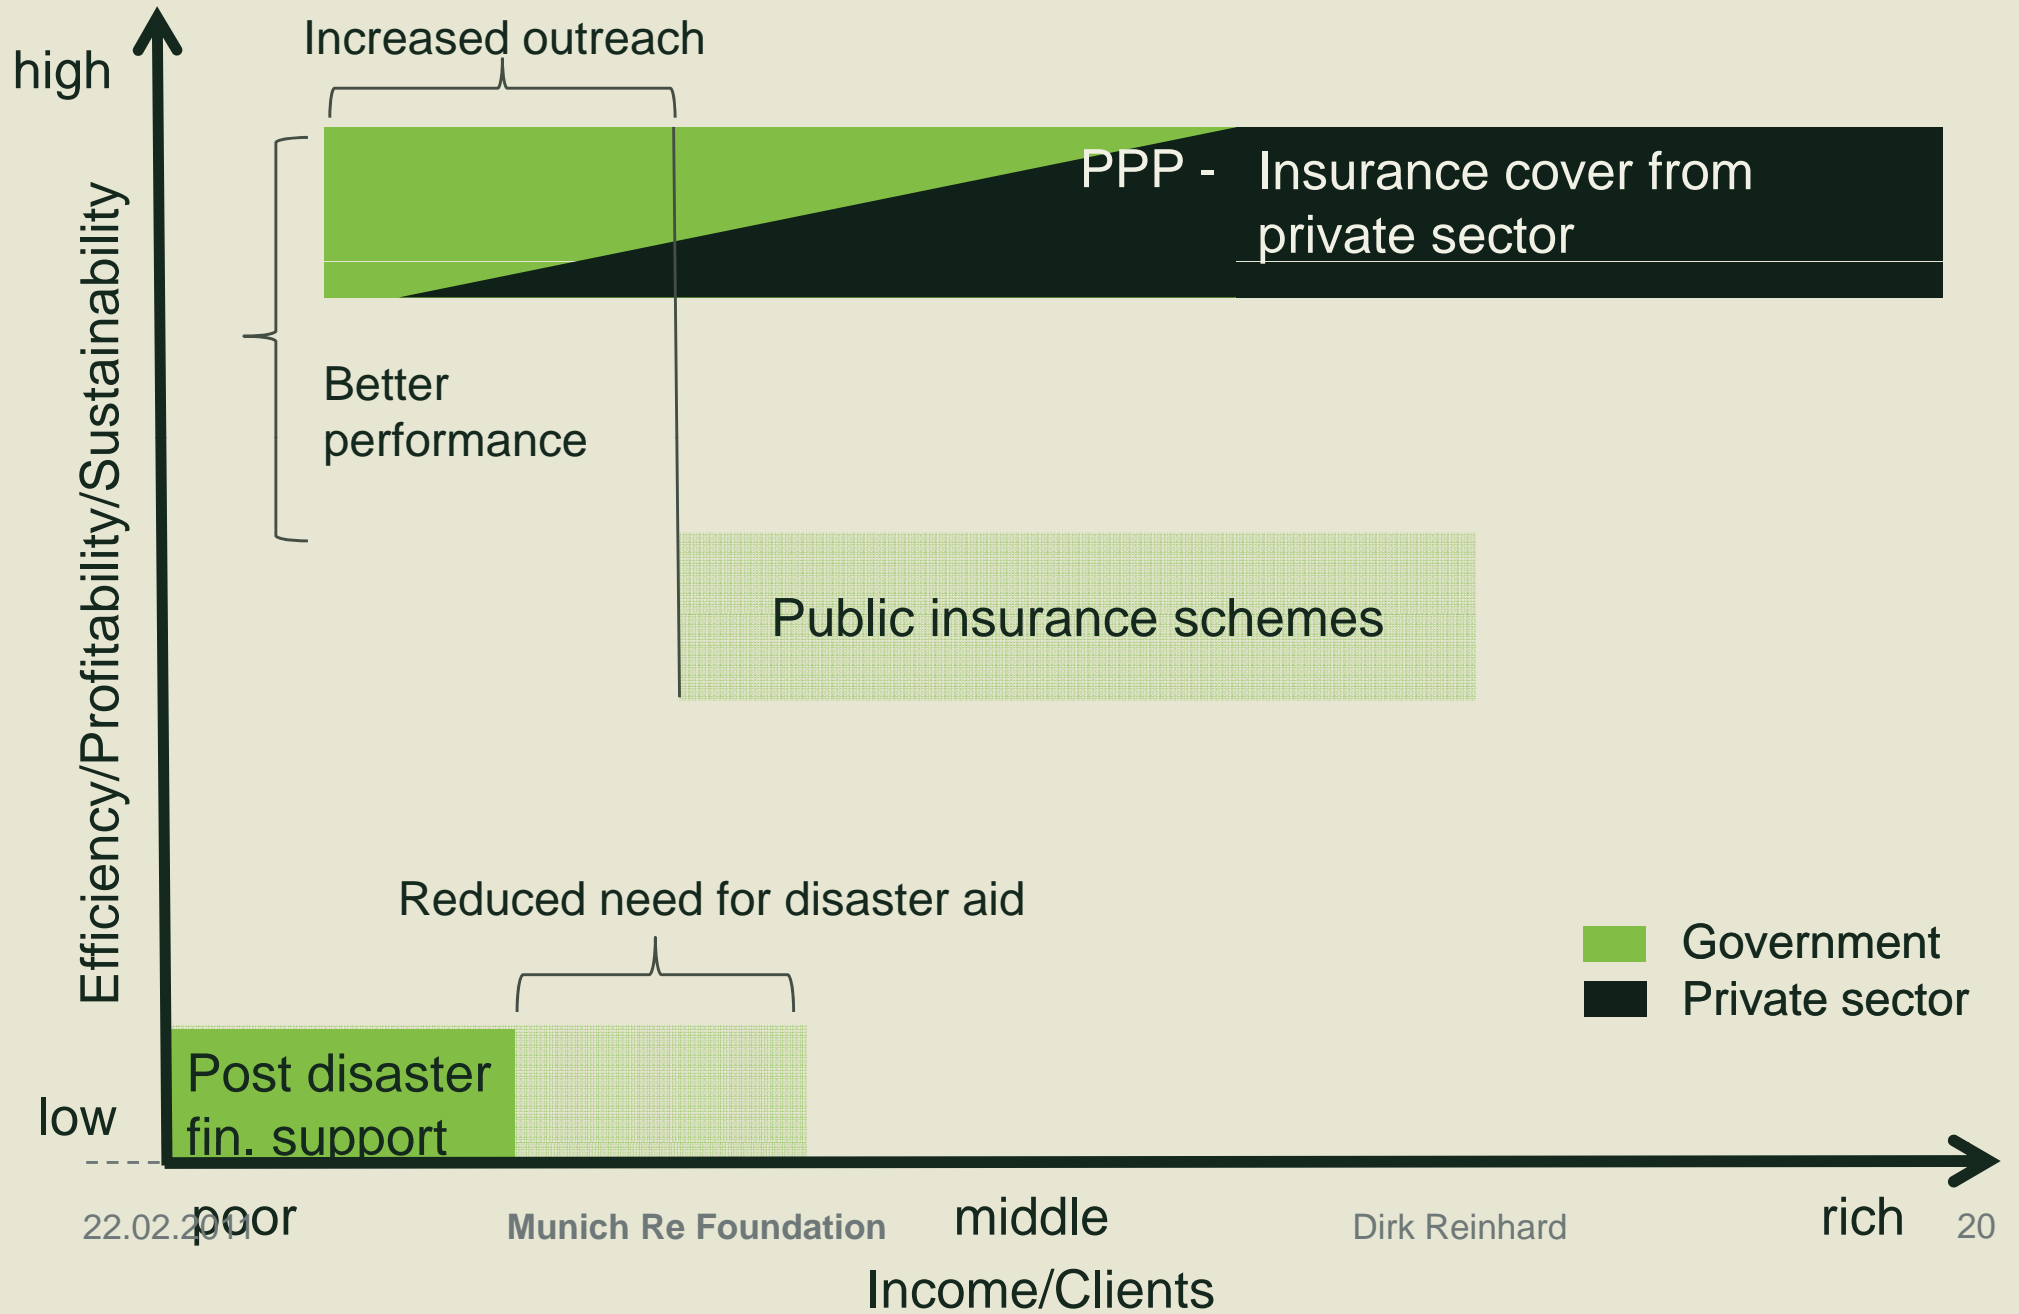 Increased outreach
high
PPP - Insurance cover from
private sector
Efficiency/Profitability/Sustainability
Better
performance
Public insurance schemes
Reduced need for disaster aid
Government
Private sector
Post disaster
fin. support
low
poor
middle
rich
22.02.2011
Munich Re Foundation
Dirk Reinhard
20
Income/Clients